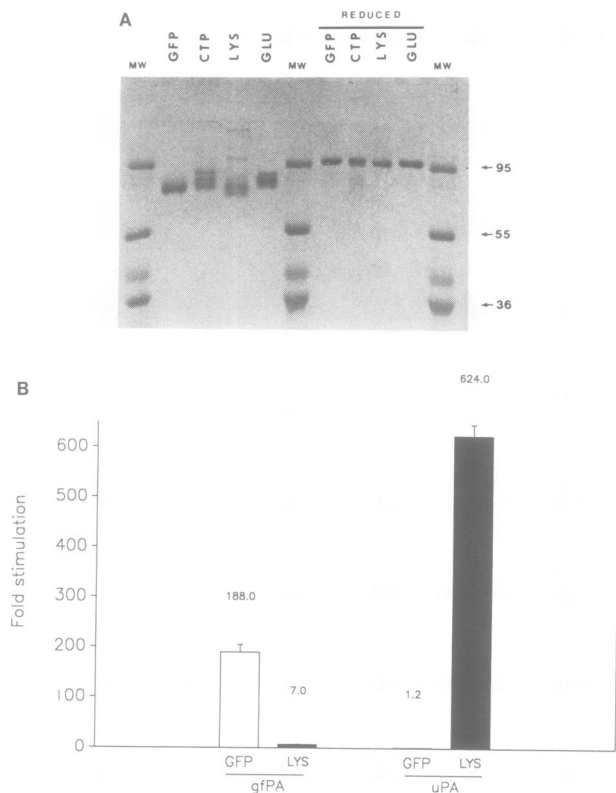 A
REDUCED
MW GFP CTP LYS GLU MW GFP CTP LYS GLU MW
95
55
36
B
624.0
600
500
400
300
200
100
0
Fold stimulation
188.0
7.0
1.2
GFP LYS GFP LYS
gfPA uPA